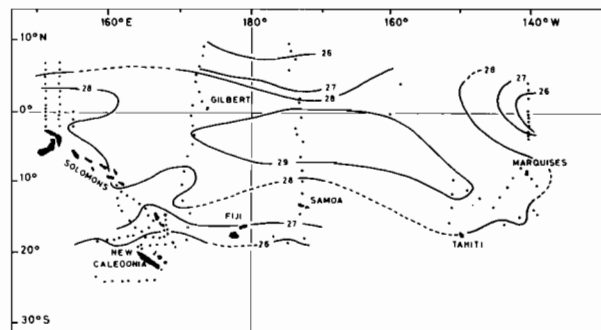 160°E 180° 160° 140°W
10°N
26
28
27
26
28
27
28
GILBERT
0°
SOLOMONS
29
MARQUISES
10°S
28
SAMOA
FIJI
27
TAHITI
20°
26
NEW
CALEDONIA
30°S